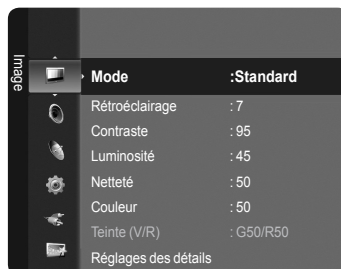 Image
Mode :Standard
Rétroéclairage : 7
Contraste : 95
Luminosité : 45
Netteté : 50
Couleur : 50
Teinte (V/R) : G50/R50
Réglages des détails